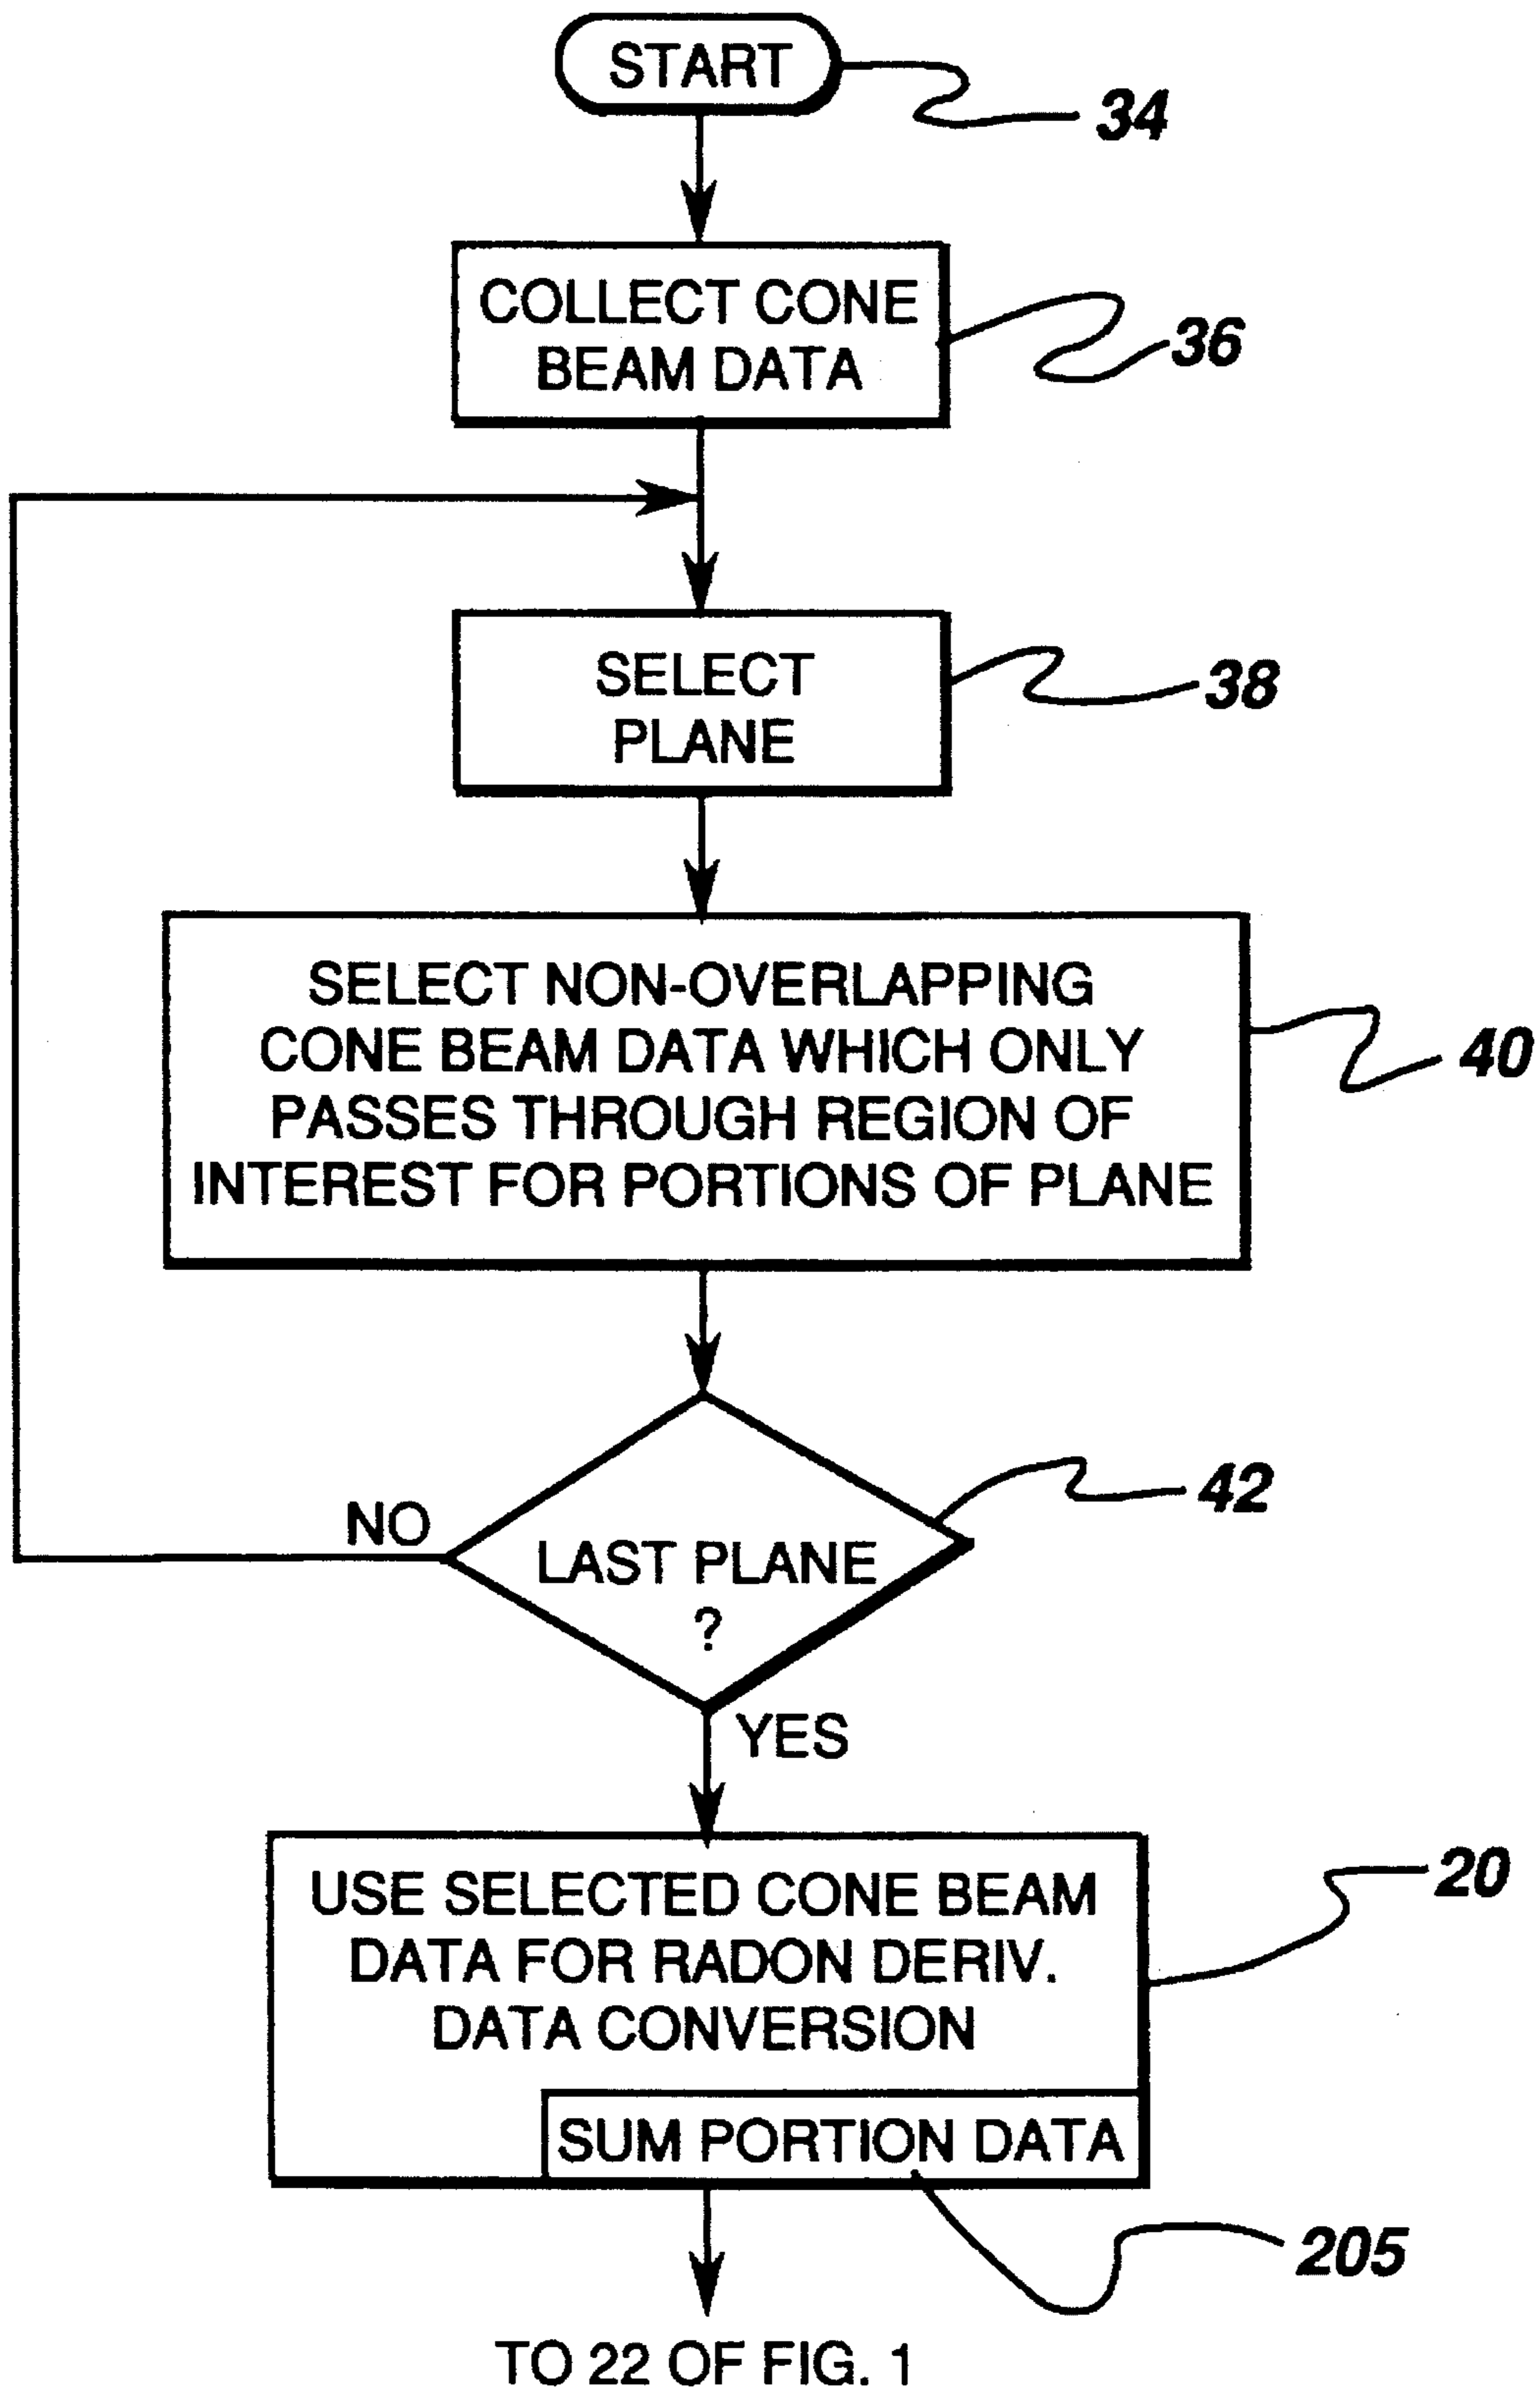 START
34
COLLECT CONE
BEAM DATA
36
SELECT
PLANE
38
SELECT NON-OVERLAPPING
CONE BEAM DATA WHICH ONLY
PASSES THROUGH REGION OF
INTEREST FOR PORTIONS OF PLANE
40
NO
LAST PLANE
?
42
YES
USE SELECTED CONE BEAM
DATA FOR RADON DERIV.
DATA CONVERSION
20
SUM PORTION DATA
205
TO 22 OF FIG. 1